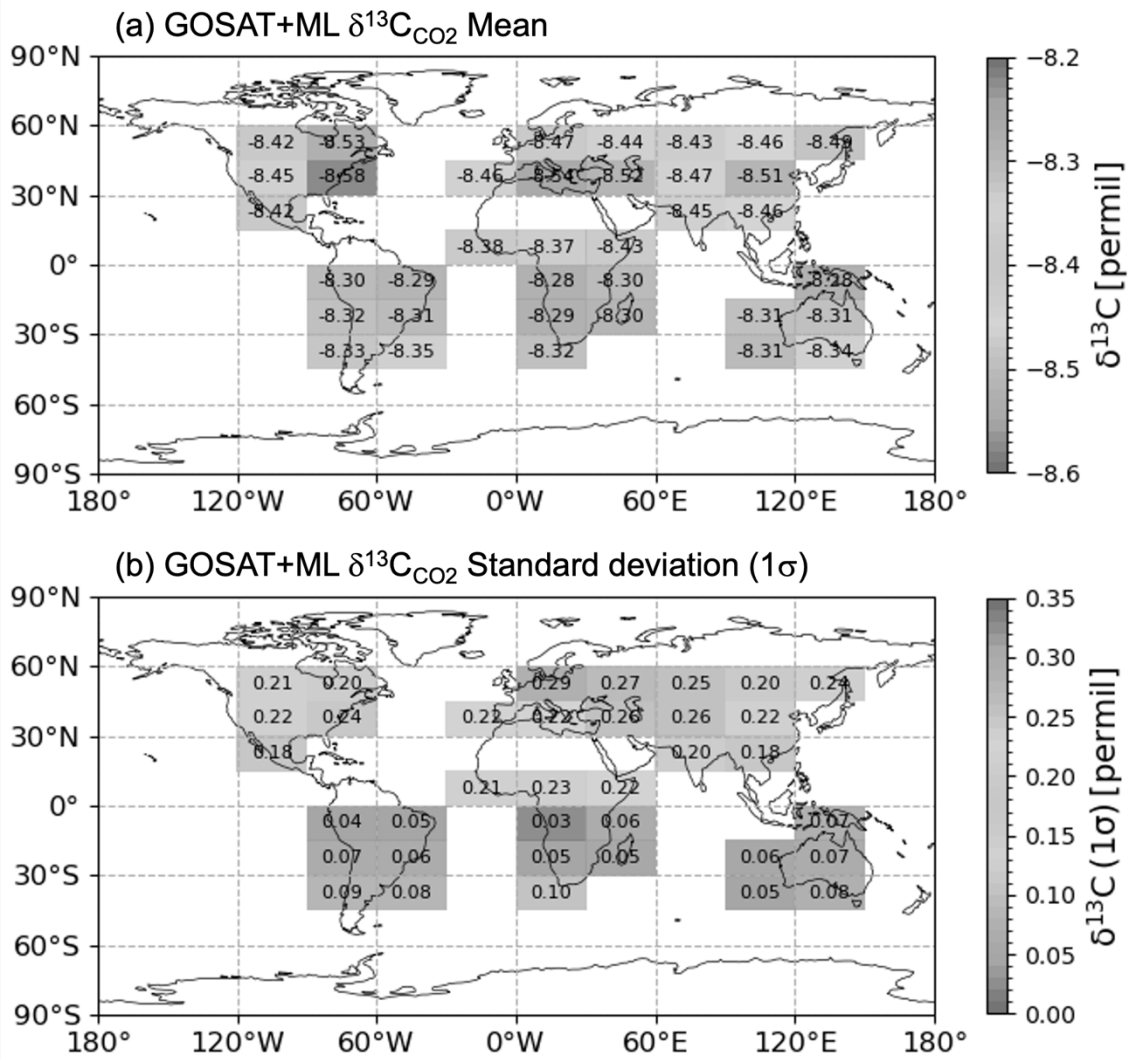 (a) GOSAT+ML δ¹³C_CO2 Mean
90°N
60°N
30°N
0°
30°S
60°S
90°S
-8.42 -8.53 -8.47 -8.44 -8.43 -8.46 -8.49
-8.45 -8.58 -8.46 -8.54 -8.52 -8.47 -8.51
-8.42 -8.45 -8.46
-8.38 -8.37 -8.43
-8.30 -8.29 -8.28 -8.30 -8.28
-8.32 -8.31 -8.29 -8.30 -8.31 -8.31
-8.33 -8.35 -8.32 -8.31 -8.34
180° 120°W 60°W 0°W 60°E 120°E 180°
−8.2
−8.3
−8.4
−8.5
−8.6
δ¹³C [permil]
(b) GOSAT+ML δ¹³C_CO2 Standard deviation (1σ)
90°N
60°N
30°N
0°
30°S
60°S
90°S
0.21 0.20 0.29 0.27 0.25 0.20 0.24
0.22 0.24 0.22 0.22 0.26 0.26 0.22
0.18 0.20 0.18
0.21 0.23 0.22
0.04 0.05 0.03 0.06 0.07
0.07 0.06 0.05 0.05 0.06 0.07
0.09 0.08 0.10 0.05 0.08
180° 120°W 60°W 0°W 60°E 120°E 180°
0.35
0.30
0.25
0.20
0.15
0.10
0.05
0.00
δ¹³C (1σ) [permil]